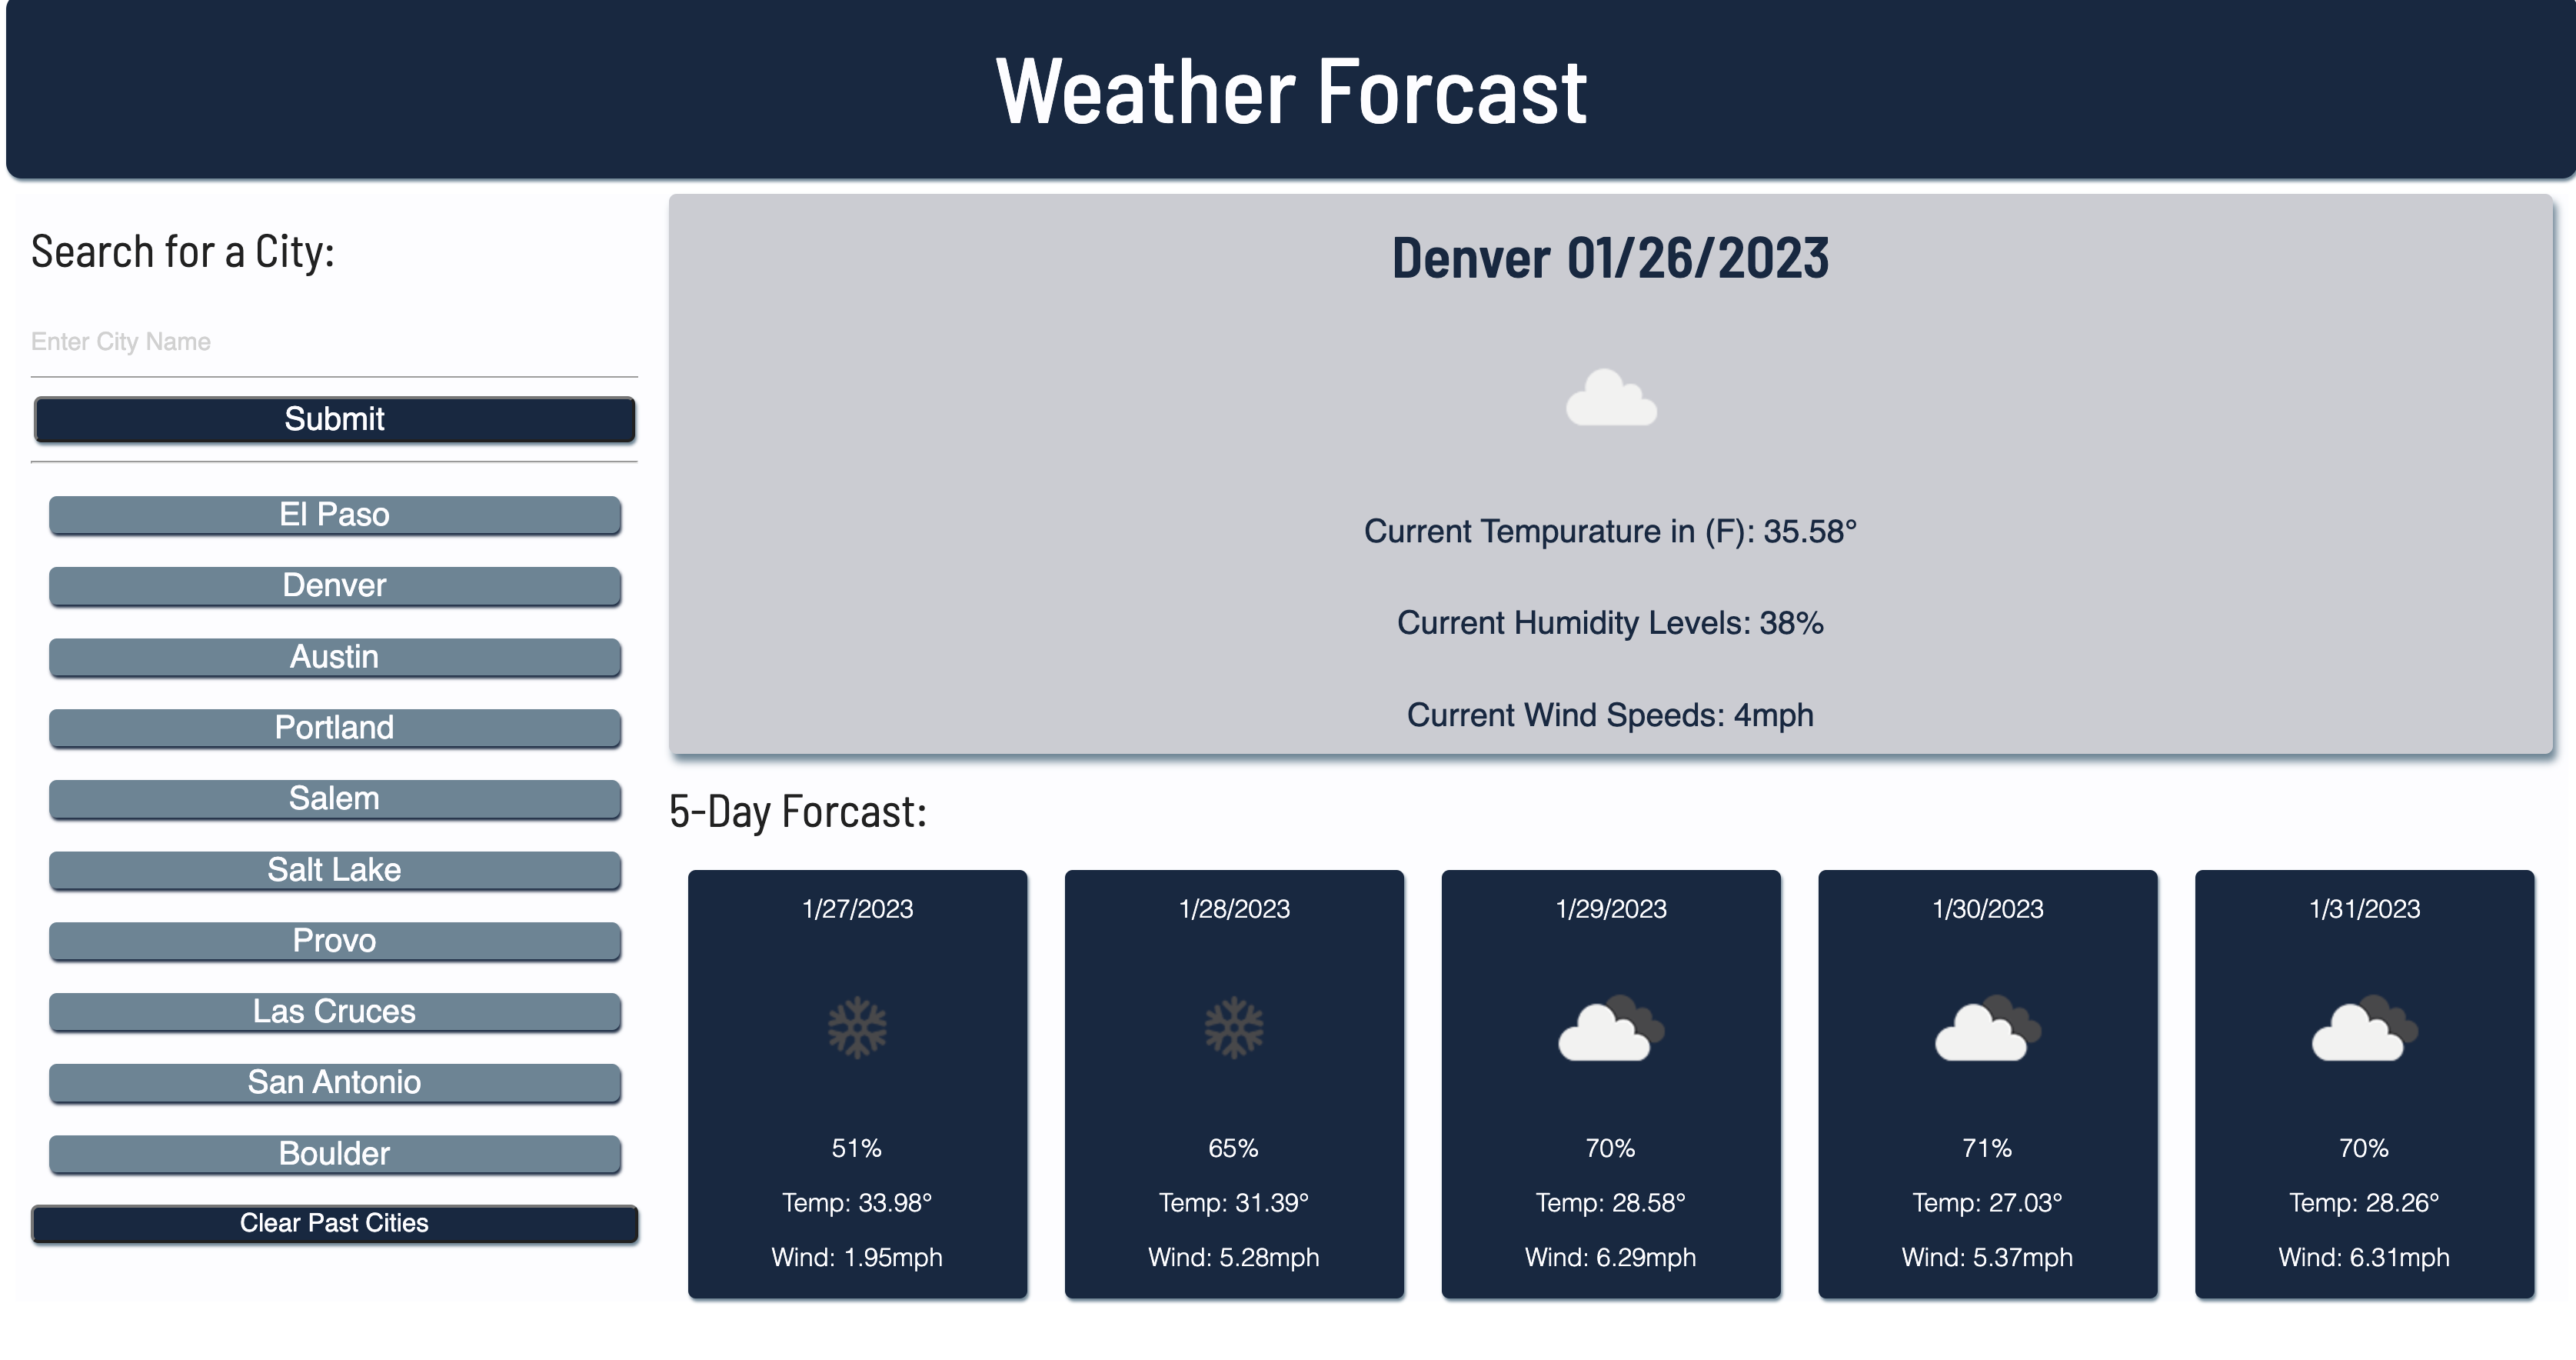 Weather Forcast
Search for a City:
Enter City Name
Submit
El Paso
Denver
Austin
Portland
Salem
Salt Lake
Provo
Las Cruces
San Antonio
Boulder
Clear Past Cities
Denver 01/26/2023
Current Tempurature in (F): 35.58°
Current Humidity Levels: 38%
Current Wind Speeds: 4mph
5-Day Forcast:
1/27/2023
51%
Temp: 33.98°
Wind: 1.95mph
1/28/2023
65%
Temp: 31.39°
Wind: 5.28mph
1/29/2023
70%
Temp: 28.58°
Wind: 6.29mph
1/30/2023
71%
Temp: 27.03°
Wind: 5.37mph
1/31/2023
70%
Temp: 28.26°
Wind: 6.31mph